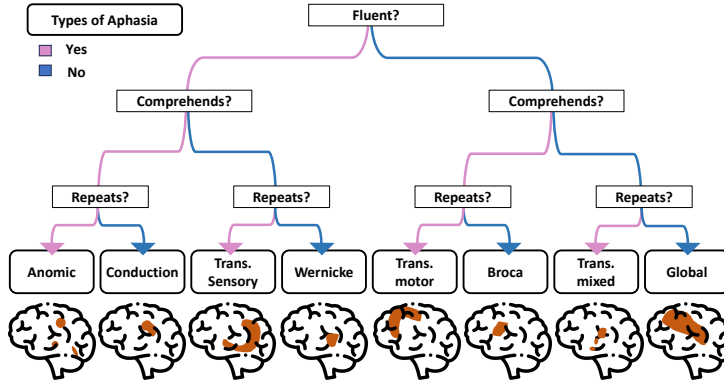 Types of Aphasia
Yes
No
Fluent?
Comprehends?
Comprehends?
Repeats?
Repeats?
Repeats?
Repeats?
Anomic
Conduction
Trans.
Sensory
Wernicke
Trans.
motor
Broca
Trans.
mixed
Global